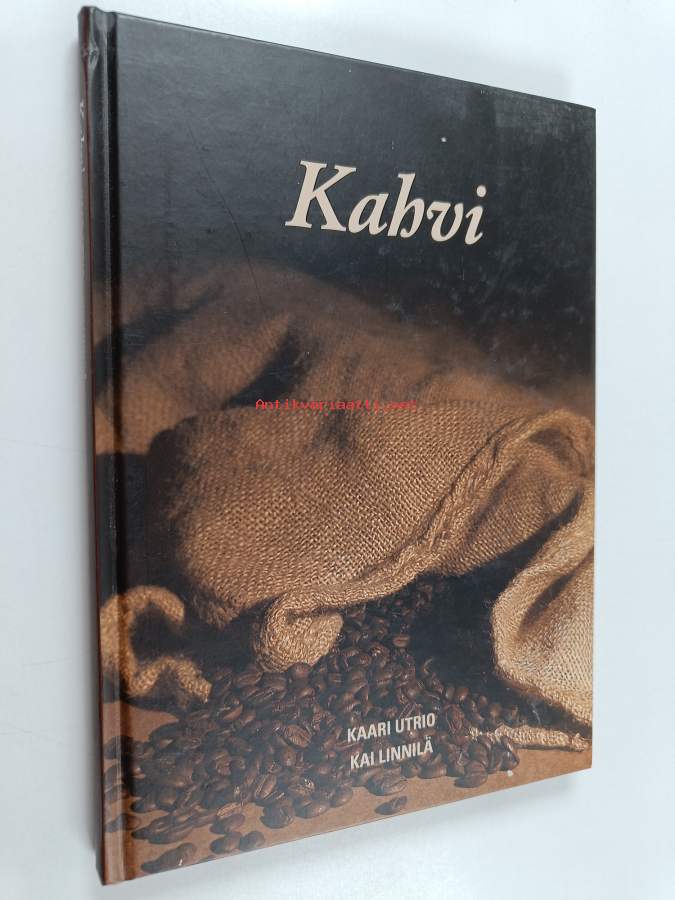 Kahvi
Antikvariaatti.net
KAARI UTRIO
KAI LINNILÄ